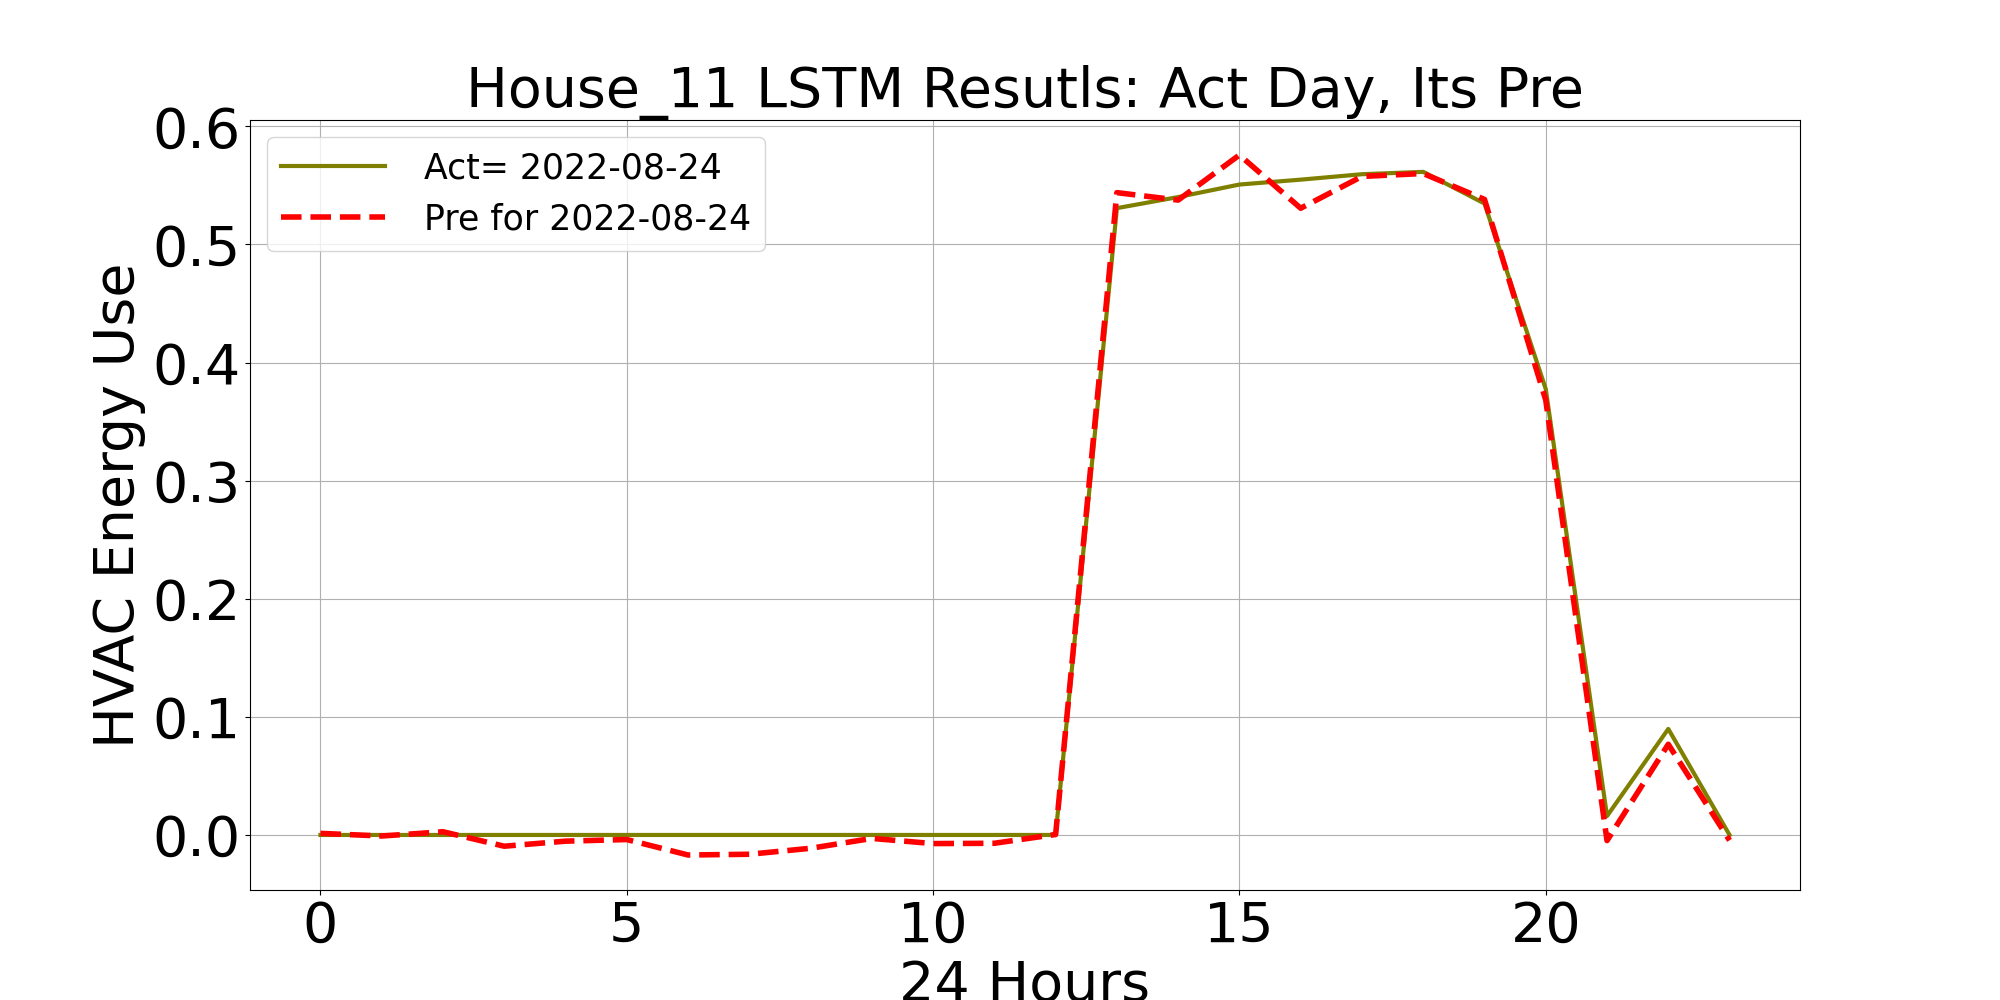 House_11 LSTM Resutls: Act Day, Its Pre
Act= 2022-08-24
Pre for 2022-08-24
HVAC Energy Use
0.6
0.5
0.4
0.3
0.2
0.1
0.0
0 5 10 15 20
24 Hours